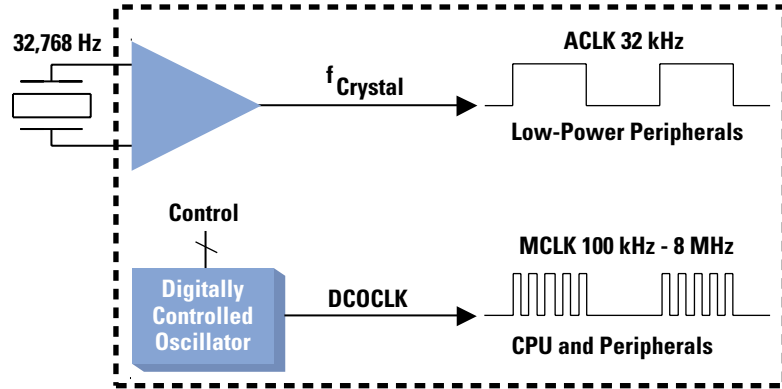 32,768 Hz
f Crystal
ACLK 32 kHz
Low-Power Peripherals
Control
Digitally
Controlled
Oscillator
DCOCLK
MCLK 100 kHz - 8 MHz
CPU and Peripherals